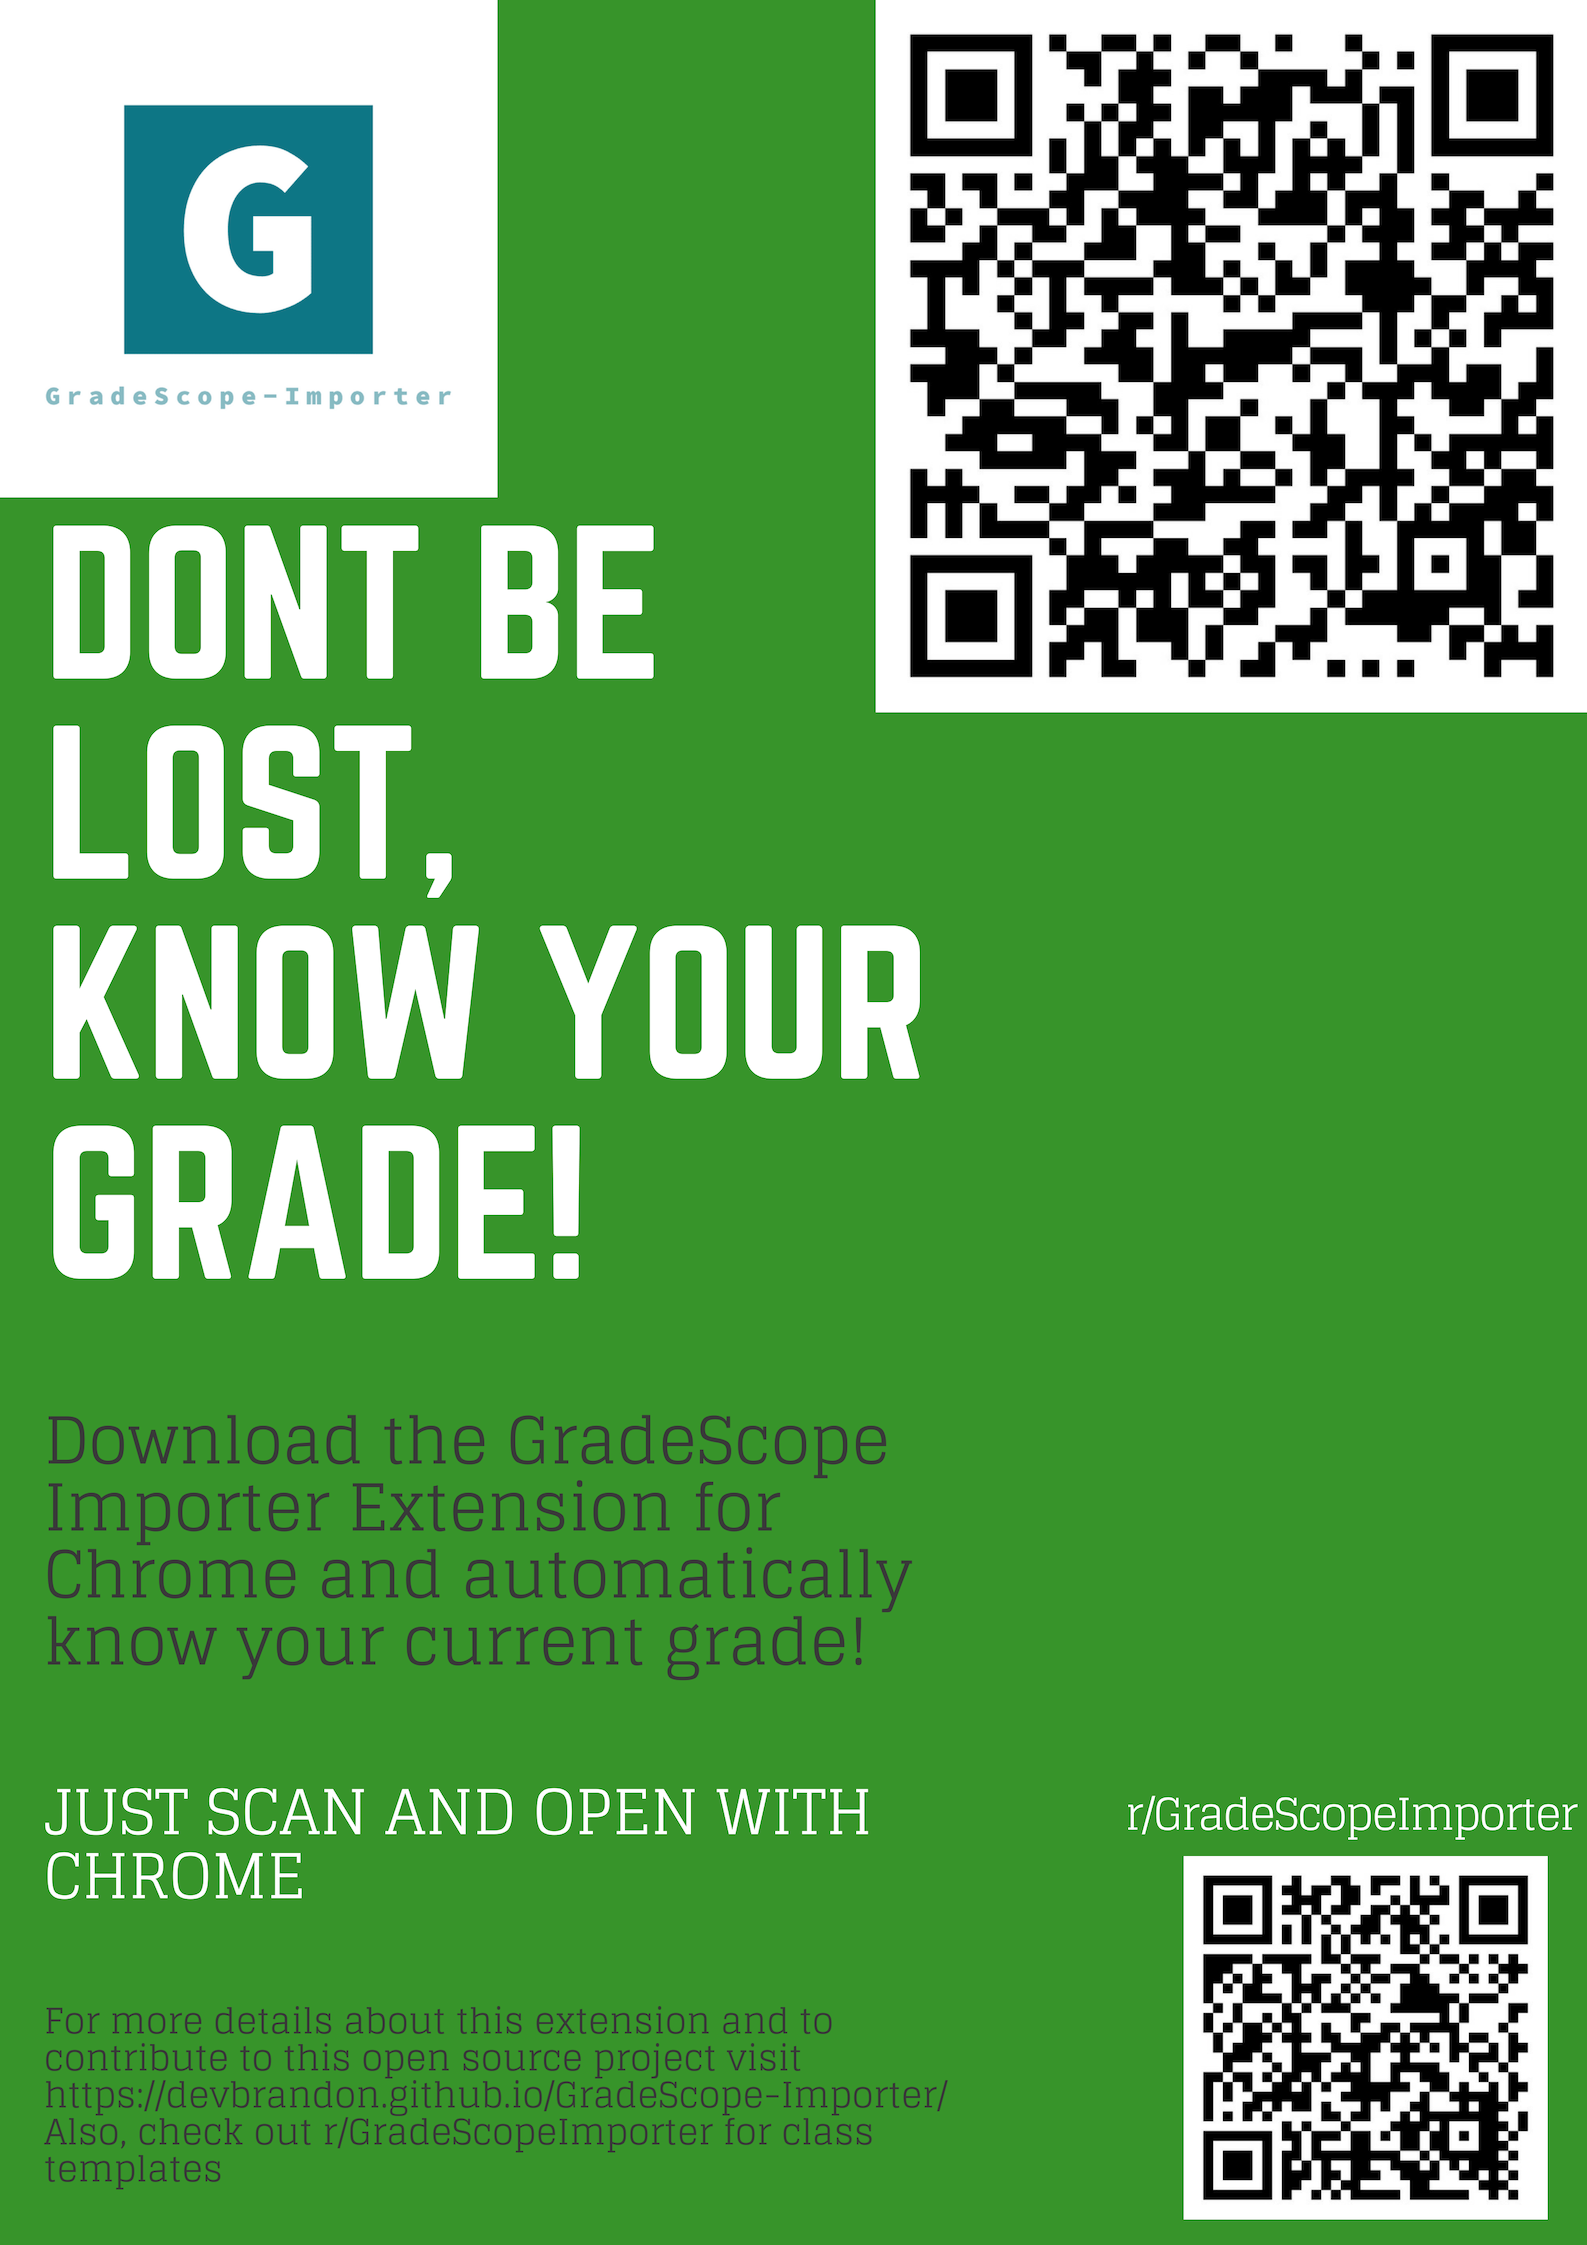 G
GradeScope-Importer
DONT BE
LOST,
KNOW YOUR
GRADE!
Download the GradeScope
Importer Extension for
Chrome and automatically
know your current grade!
JUST SCAN AND OPEN WITH
CHROME
r/GradeScopeImporter
For more details about this extension and to
contribute to this open source project visit
https://devbrandon.github.io/GradeScope-Importer/
Also, check out r/GradeScopeImporter for class
templates